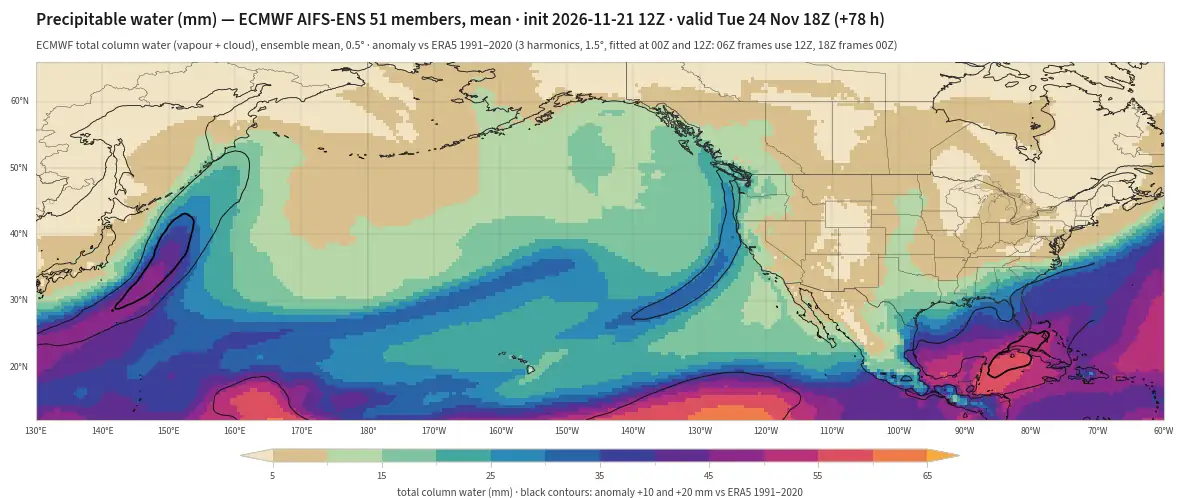 Precipitable water (mm) — ECMWF AIFS-ENS 51 members, mean · init 2026-11-21 12Z · valid Tue 24 Nov 18Z (+78 h)
ECMWF total column water (vapour + cloud), ensemble mean, 0.5° · anomaly vs ERA5 1991–2020 (3 harmonics, 1.5°, fitted at 00Z and 12Z: 06Z frames use 12Z, 18Z frames 00Z)
60°N
50°N
40°N
30°N
20°N
130°E 140°E 150°E 160°E 170°E 180° 170°W 160°W 150°W 140°W 130°W 120°W 110°W 100°W 90°W 80°W 70°W 60°W
5 15 25 35 45 55 65
total column water (mm) · black contours: anomaly +10 and +20 mm vs ERA5 1991–2020